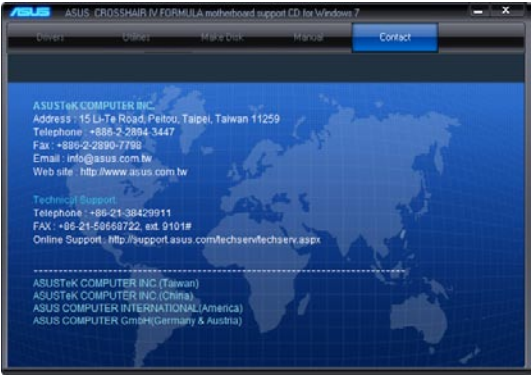 ASUS ASUS CROSSHAIR IV FORMULA motherboard support CD for Windows 7
Drivers Utilities Make Disk Manual Contact
ASUSTeK COMPUTER INC.
Address : 15 Li-Te Road, Peitou, Taipei, Taiwan 11259
Telephone : +886-2-2894-3447
Fax : +886-2-2890-7798
Email : info@asus.com.tw
Web site : http://www.asus.com.tw
Technical Support
Telephone : +86-21-38429911
FAX : +86-21-58668722, ext. 9101#
Online Support : http://support.asus.com/techserv/techserv.aspx
ASUSTeK COMPUTER INC.(Taiwan)
ASUSTeK COMPUTER INC.(China)
ASUS COMPUTER INTERNATIONAL(America)
ASUS COMPUTER GmbH(Germany & Austria)